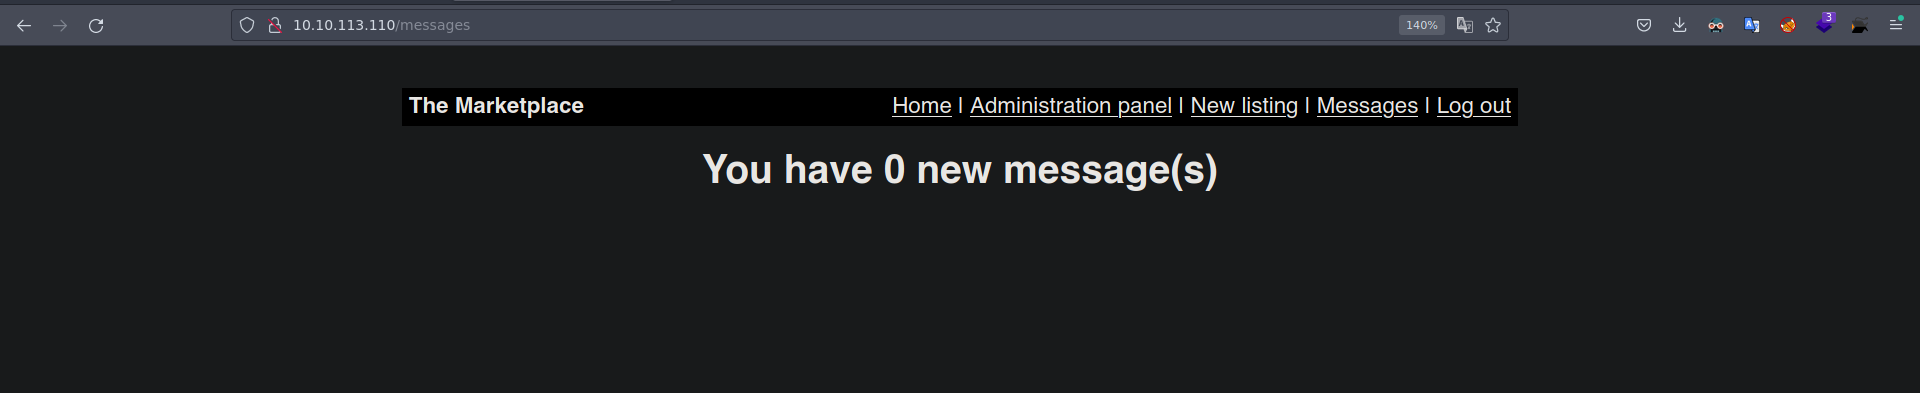 10.10.113.110/messages
140%
3
The Marketplace
Home | Administration panel | New listing | Messages | Log out
You have 0 new message(s)